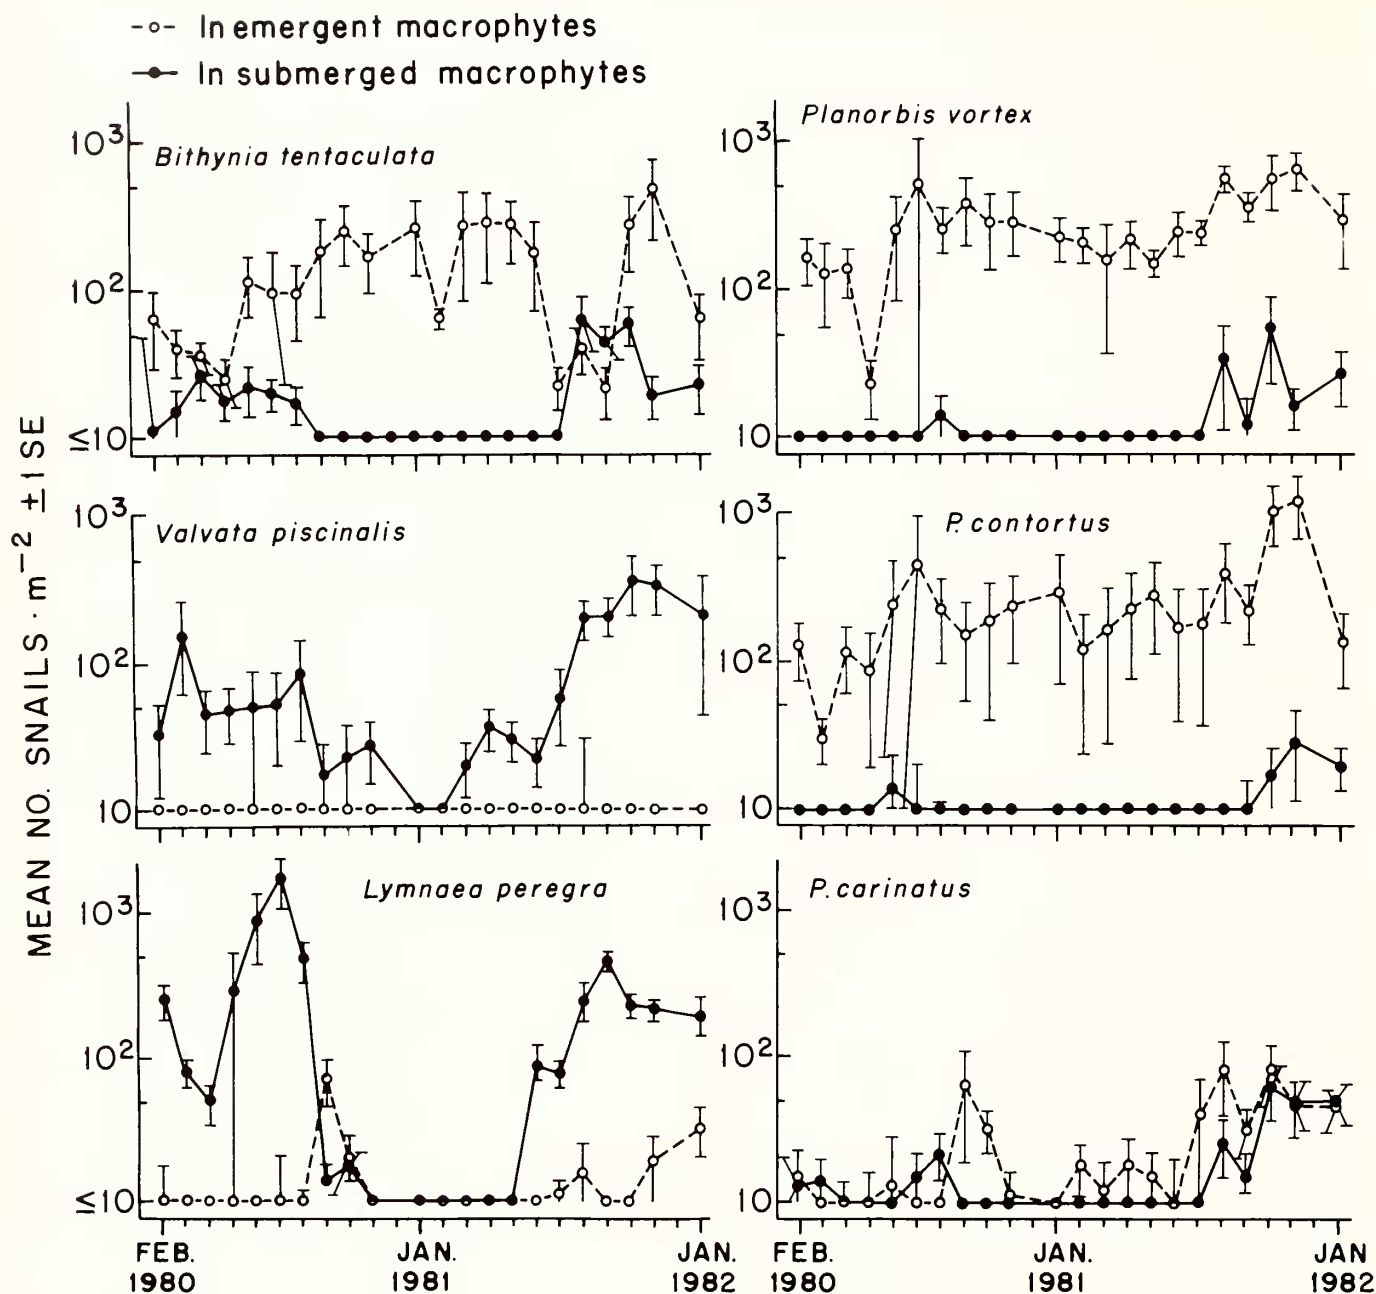 -o- In emergent macrophytes
-●- In submerged macrophytes
MEAN NO. SNAILS · m⁻² ±1SE
Bithynia tentaculata
10³
10²
≤10
Planorbis vortex
10³
10²
10
Valvata piscinalis
10³
10²
10
P. contortus
10³
10²
10
Lymnaea peregra
10³
10²
≤10
P. carinatus
10³
10²
10
FEB. JAN. JAN.
1980 1981 1982
FEB. JAN. JAN
1980 1981 1982